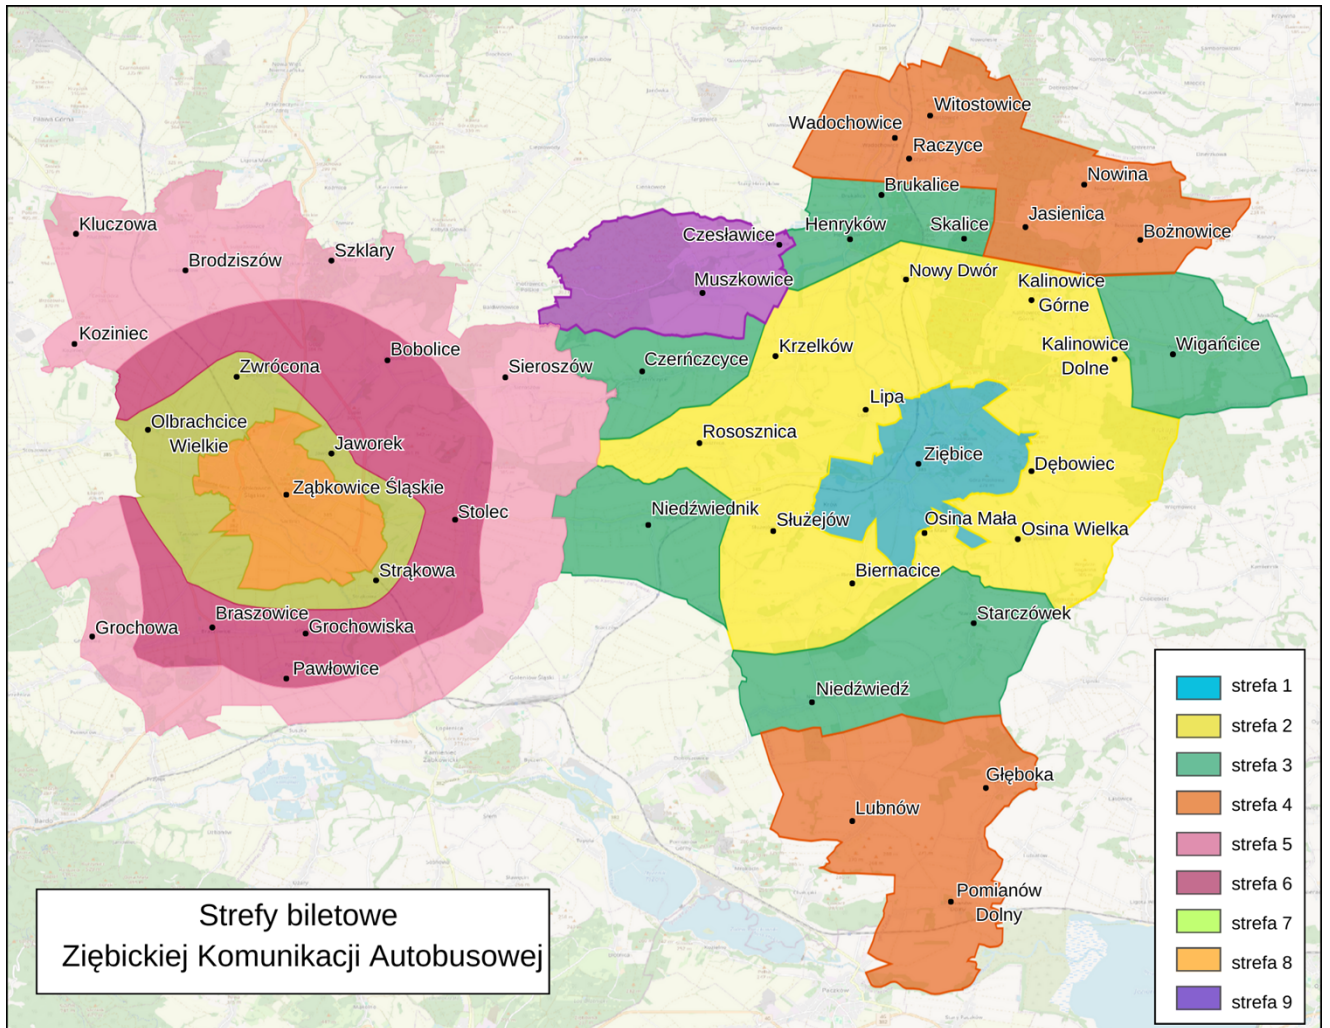 Witostowice
Wadochowice
Raczyce
Nowina
Brukalice
Jasienica
Bożnowice
Henryków
Skalice
Kluczowa
Brodziszów
Szklary
Czesławice
Muszkowice
Nowy Dwór
Kalinowice
Górne
Koziniec
Bobolice
Zwrócona
Sieroszów
Czerńczcyce
Krzelków
Kalinowice
Dolne
Wigańcice
Lipa
Olbrachcice
Wielkie
Jaworek
Rososznica
Ziębice
Dębowiec
Ząbkowice Śląskie
Stolec
Niedźwiednik
Służejów
Osina Mała
Osina Wielka
Strąkowa
Biernacice
Braszowice
Grochowa
Grochowiska
Starczówek
Pawłowice
Niedźwiedź
Głęboka
Lubnów
Pomianów
Dolny
strefa 1
strefa 2
strefa 3
strefa 4
strefa 5
strefa 6
strefa 7
strefa 8
strefa 9
Strefy biletowe
Ziębickiej Komunikacji Autobusowej